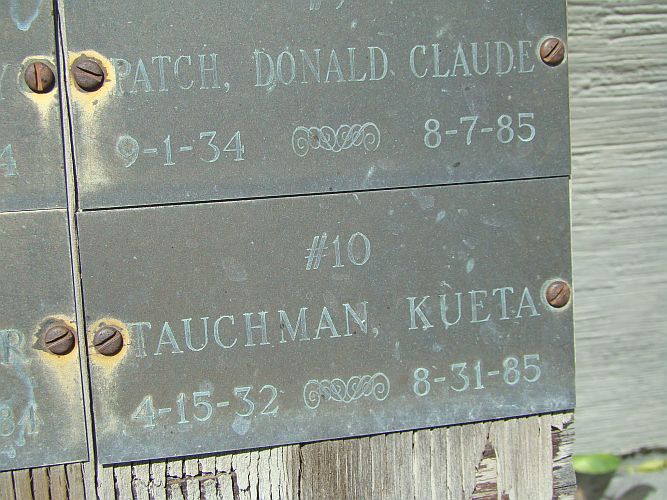 PATCH, DONALD CLAUDE
9-1-34 8-7-85
#10
TAUCHMAN, KUETA
4-15-32 8-31-85